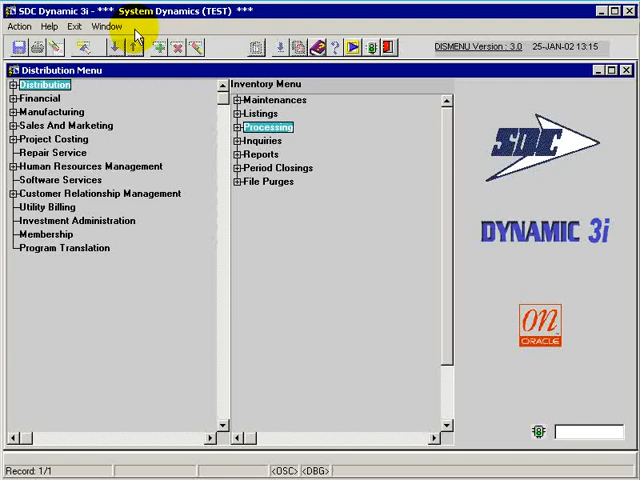 SDC Dynamic 3i - *** System Dynamics (TEST) ***
Action Help Exit Window
DISMENU Version : 3.0 25-JAN-02 13:15
Distribution Menu
Distribution
Financial
Manufacturing
Sales And Marketing
Project Costing
Repair Service
Human Resources Management
Software Services
Customer Relationship Management
Utility Billing
Investment Administration
Membership
Program Translation
Inventory Menu
Maintenances
Listings
Processing
Inquiries
Reports
Period Closings
File Purges
SDC
DYNAMIC 3i
on
ORACLE
Record: 1/1 <OSC> <DBG>